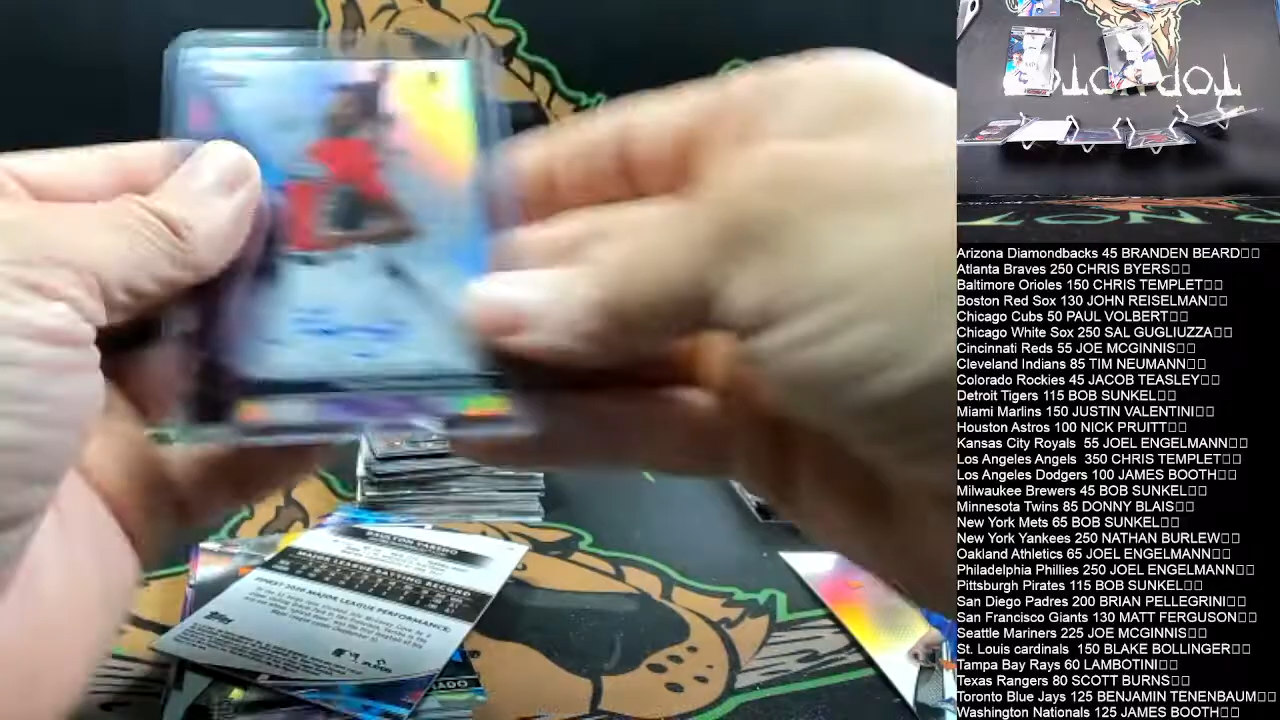 TOP NOT
R NOT
Arizona Diamondbacks 45 BRANDEN BEARD□□
Atlanta Braves 250 CHRIS BYERS□□
Baltimore Orioles 150 CHRIS TEMPLET□□
Boston Red Sox 130 JOHN REISELMAN□□
Chicago Cubs 50 PAUL VOLBERT□□
Chicago White Sox 250 SAL GUGLIUZZA□□
Cincinnati Reds 55 JOE MCGINNIS□□
Cleveland Indians 85 TIM NEUMANN□□
Colorado Rockies 45 JACOB TEASLEY□□
Detroit Tigers 115 BOB SUNKEL□□
Miami Marlins 150 JUSTIN VALENTINI□□
Houston Astros 100 NICK PRUITT□□
Kansas City Royals  55 JOEL ENGELMANN□□
Los Angeles Angels  350 CHRIS TEMPLET□□
Los Angeles Dodgers 100 JAMES BOOTH□□
Milwaukee Brewers 45 BOB SUNKEL□□
Minnesota Twins 85 DONNY BLAIS□□
New York Mets 65 BOB SUNKEL□□
New York Yankees 250 NATHAN BURLEW□□
Oakland Athletics 65 JOEL ENGELMANN□□
Philadelphia Phillies 250 JOEL ENGELMANN□□
Pittsburgh Pirates 115 BOB SUNKEL□□
San Diego Padres 200 BRIAN PELLEGRINI□□
San Francisco Giants 130 MATT FERGUSON□□
Seattle Mariners 225 JOE MCGINNIS□□
St. Louis cardinals  150 BLAKE BOLLINGER□□
Tampa Bay Rays 60 LAMBOTINI□□
Texas Rangers 80 SCOTT BURNS□□
Toronto Blue Jays 125 BENJAMIN TENENBAUM□□
Washington Nationals 125 JAMES BOOTH□□
MAJOR LEAGUE BATTING RECORD
FINEST 2020 MAJOR LEAGUE PERFORMANCE:
topps